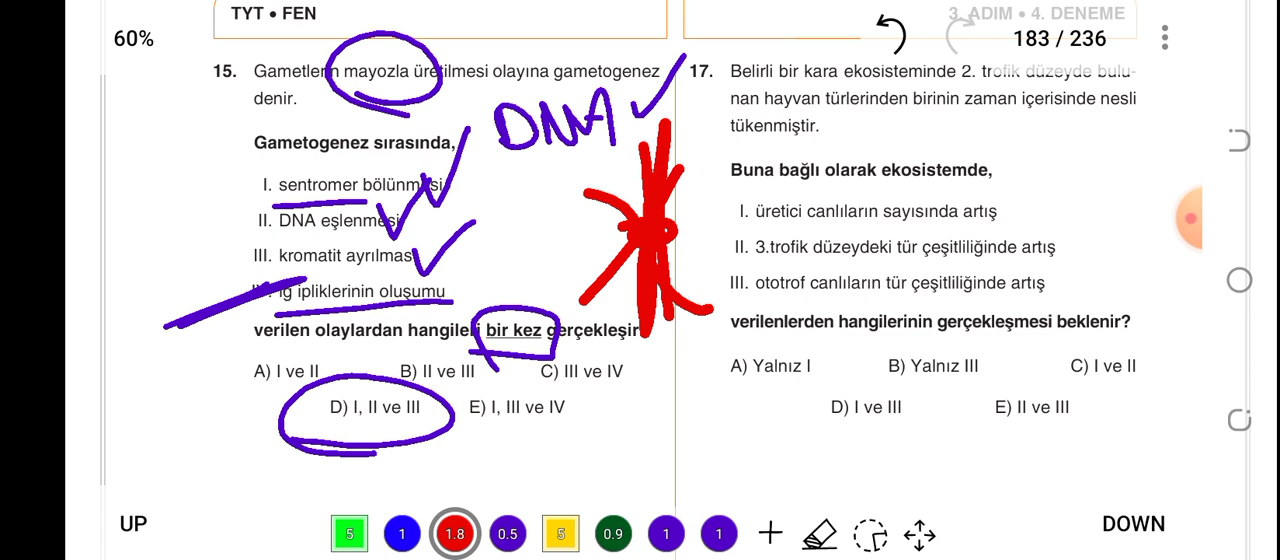 TYT • FEN
3. ADIM • 4. DENEME
60%
183 / 236
15. Gametlerin mayozla üretilmesi olayına gametogenez
denir.
DNA
Gametogenez sırasında,
I. sentromer bölünmesi
II. DNA eşlenmesi
III. kromatit ayrılması
IV. iğ ipliklerinin oluşumu
verilen olaylardan hangileri bir kez gerçekleşir
A) I ve II B) II ve III C) III ve IV
D) I, II ve III E) I, III ve IV
17. Belirli bir kara ekosisteminde 2. trofik düzeyde bulu-
nan hayvan türlerinden birinin zaman içerisinde nesli
tükenmiştir.
Buna bağlı olarak ekosistemde,
I. üretici canlıların sayısında artış
II. 3.trofik düzeydeki tür çeşitliliğinde artış
III. ototrof canlıların tür çeşitliliğinde artış
verilenlerden hangilerinin gerçekleşmesi beklenir?
A) Yalnız I B) Yalnız III C) I ve II
D) I ve III E) II ve III
UP
5 1 1.8 0.5 5 0.9 1 1
DOWN